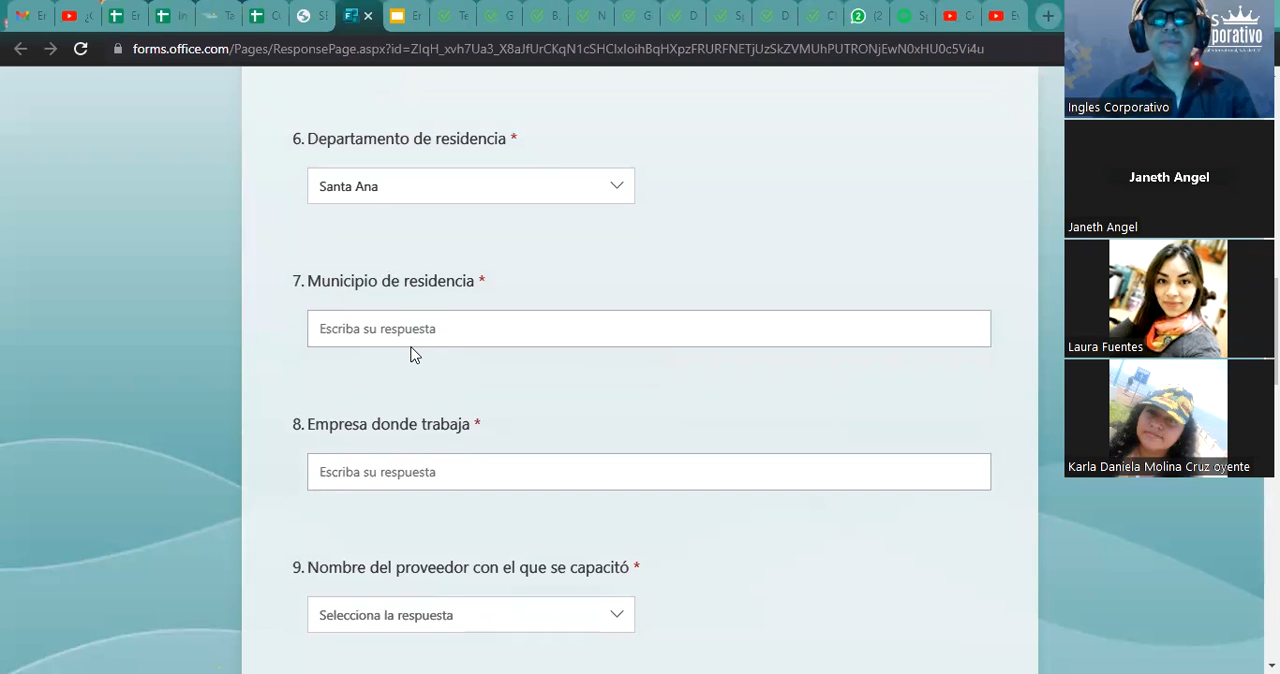 forms.office.com/Pages/ResponsePage.aspx?id=ZIqH_xvh7Ua3_X8aJfUrCKqN1cSHCIxIoihBqHXpzFRURFNETjUzSkZVMUhPUTRONjEwN0xHU0c5Vi4u
6. Departamento de residencia *
Santa Ana
7. Municipio de residencia *
Escriba su respuesta
8. Empresa donde trabaja *
Escriba su respuesta
9. Nombre del proveedor con el que se capacitó *
Selecciona la respuesta
Ingles Corporativo
Janeth Angel
Janeth Angel
Laura Fuentes
Karla Daniela Molina Cruz oyente